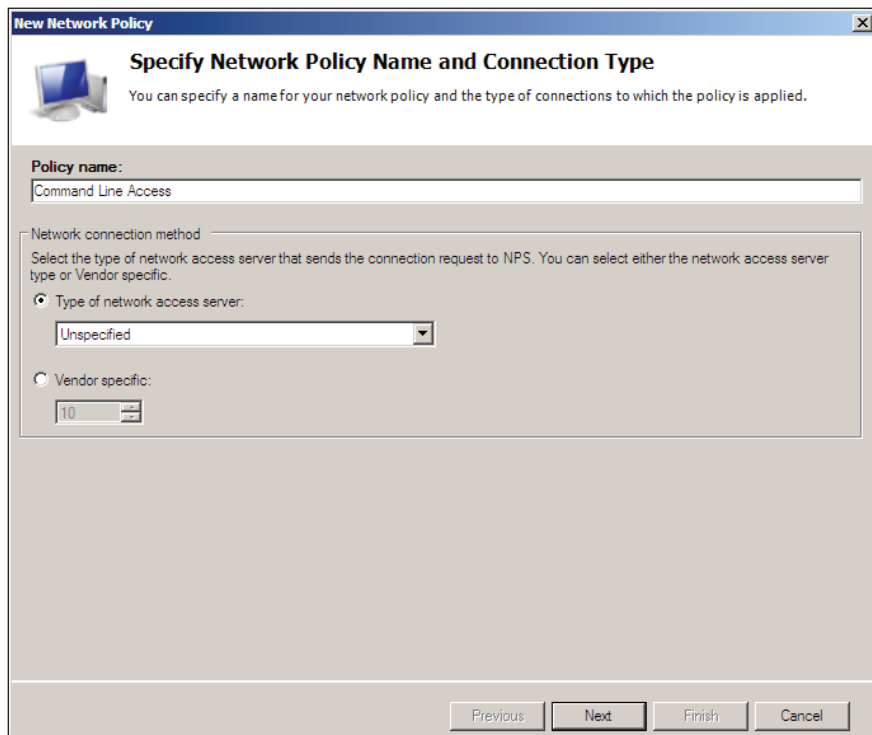 New Network Policy
Specify Network Policy Name and Connection Type
You can specify a name for your network policy and the type of connections to which the policy is applied.
Policy name:
Command Line Access
Network connection method
Select the type of network access server that sends the connection request to NPS. You can select either the network access server
type or Vendor specific.
Type of network access server:
Unspecified
Vendor specific:
10
Previous Next Finish Cancel